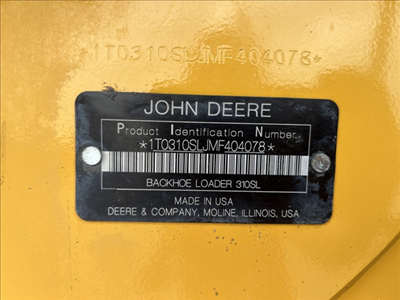 *1T0310SLJMF404078*
JOHN DEERE
Product Identification Number
*1T0310SLJMF404078*
BACKHOE LOADER 310SL
MADE IN USA
DEERE & COMPANY, MOLINE, ILLINOIS, USA